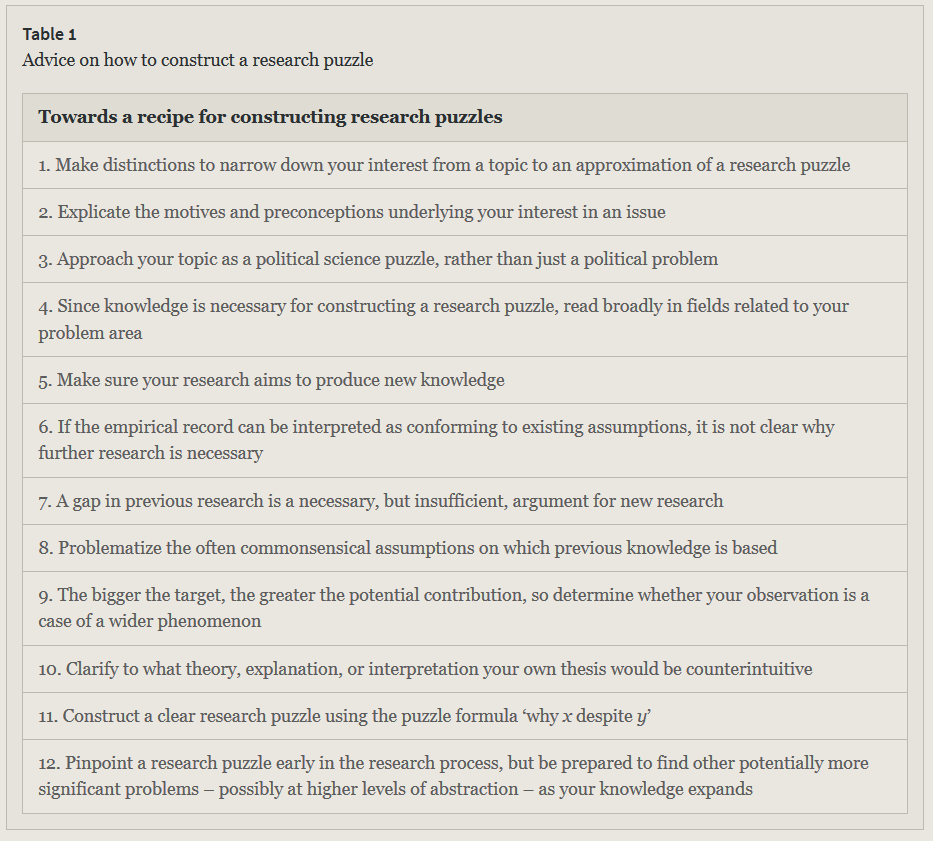 Table 1
Advice on how to construct a research puzzle
Towards a recipe for constructing research puzzles
1. Make distinctions to narrow down your interest from a topic to an approximation of a research puzzle
2. Explicate the motives and preconceptions underlying your interest in an issue
3. Approach your topic as a political science puzzle, rather than just a political problem
4. Since knowledge is necessary for constructing a research puzzle, read broadly in fields related to your
problem area
5. Make sure your research aims to produce new knowledge
6. If the empirical record can be interpreted as conforming to existing assumptions, it is not clear why
further research is necessary
7. A gap in previous research is a necessary, but insufficient, argument for new research
8. Problematize the often commonsensical assumptions on which previous knowledge is based
9. The bigger the target, the greater the potential contribution, so determine whether your observation is a
case of a wider phenomenon
10. Clarify to what theory, explanation, or interpretation your own thesis would be counterintuitive
11. Construct a clear research puzzle using the puzzle formula ‘why x despite y’
12. Pinpoint a research puzzle early in the research process, but be prepared to find other potentially more
significant problems – possibly at higher levels of abstraction – as your knowledge expands